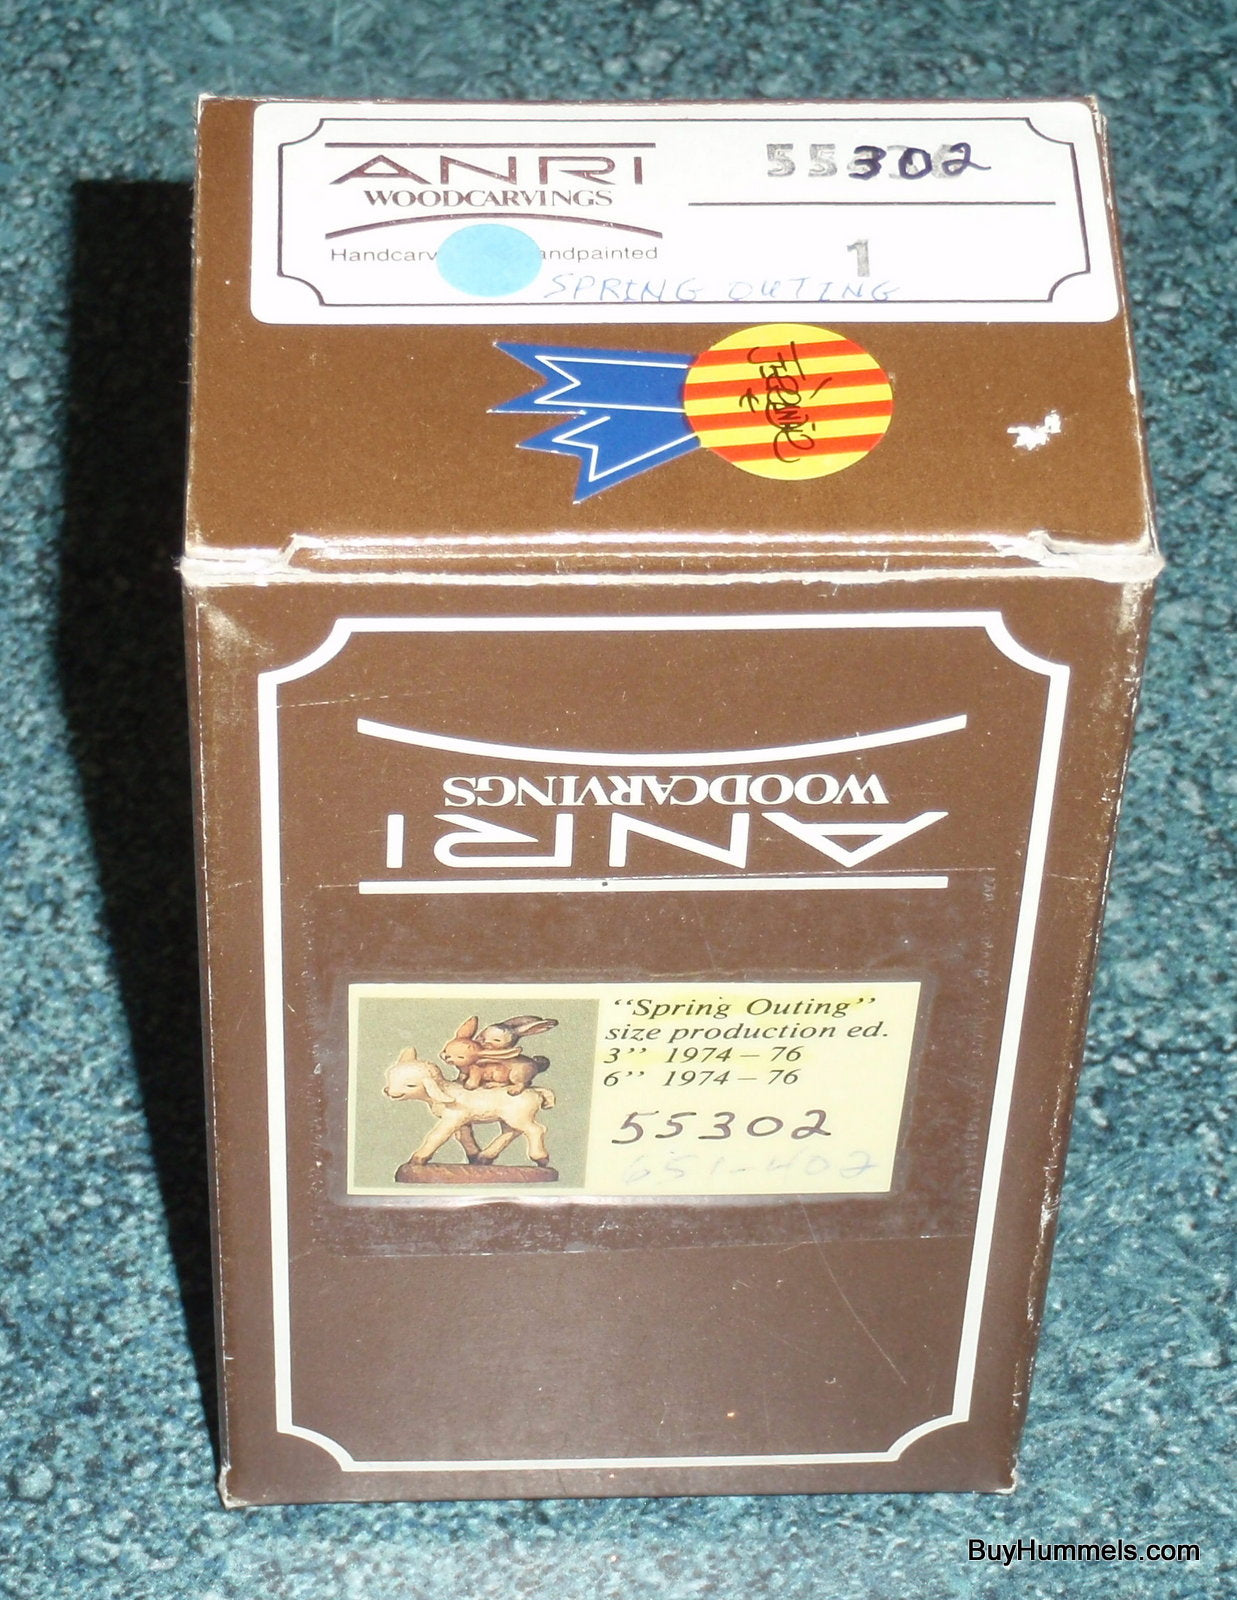 ANRI
WOODCARVINGS
Handcarv andpainted
55302
1
SPRING OUTING
ANRI
WOODCARVINGS
“Spring Outing”
size production ed.
3” 1974 – 76
6” 1974 – 76
55302
651-402
BuyHummels.com